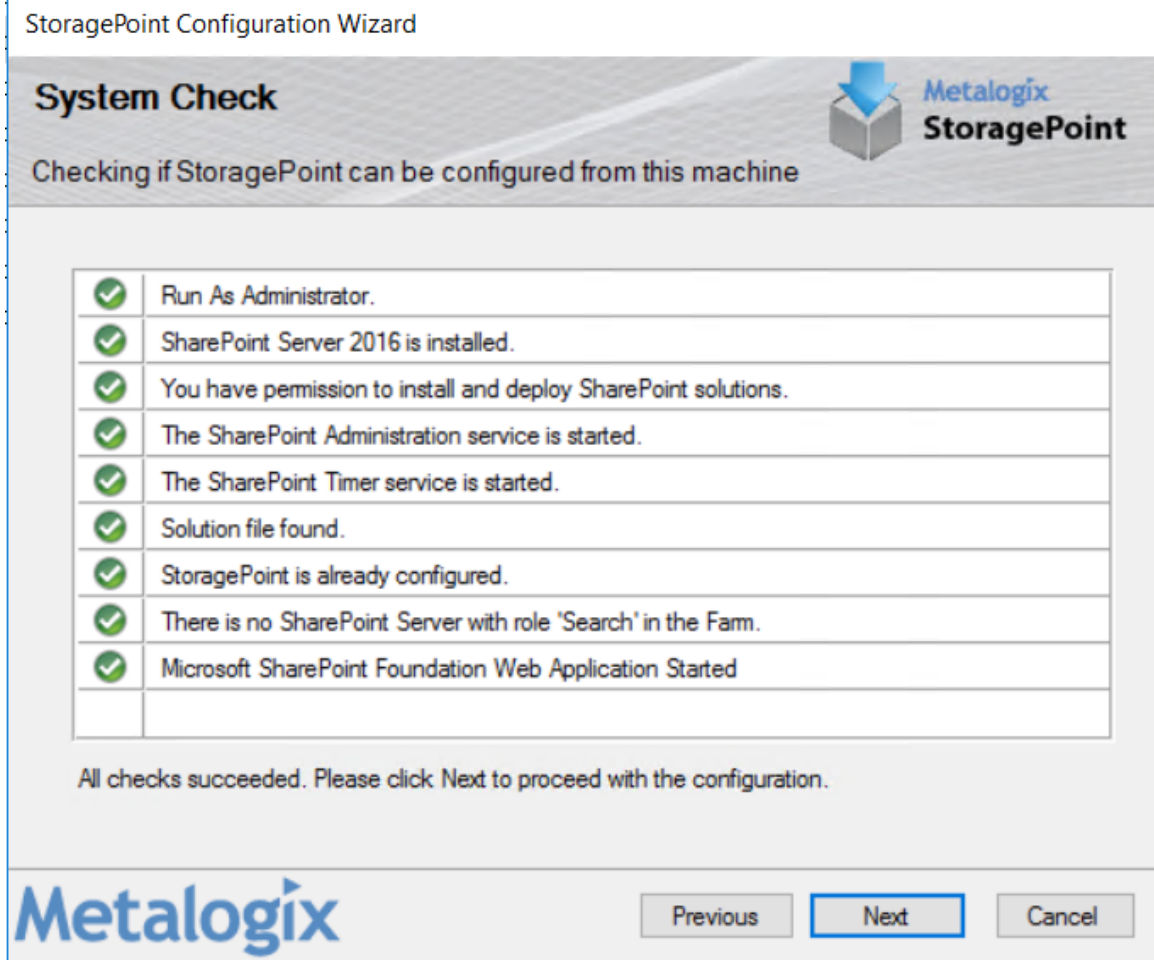 StoragePoint Configuration Wizard
System Check
Metalogix
StoragePoint
Checking if StoragePoint can be configured from this machine
Run As Administrator.
SharePoint Server 2016 is installed.
You have permission to install and deploy SharePoint solutions.
The SharePoint Administration service is started.
The SharePoint Timer service is started.
Solution file found.
StoragePoint is already configured.
There is no SharePoint Server with role 'Search' in the Farm.
Microsoft SharePoint Foundation Web Application Started
All checks succeeded. Please click Next to proceed with the configuration.
Metalogix
Previous
Next
Cancel